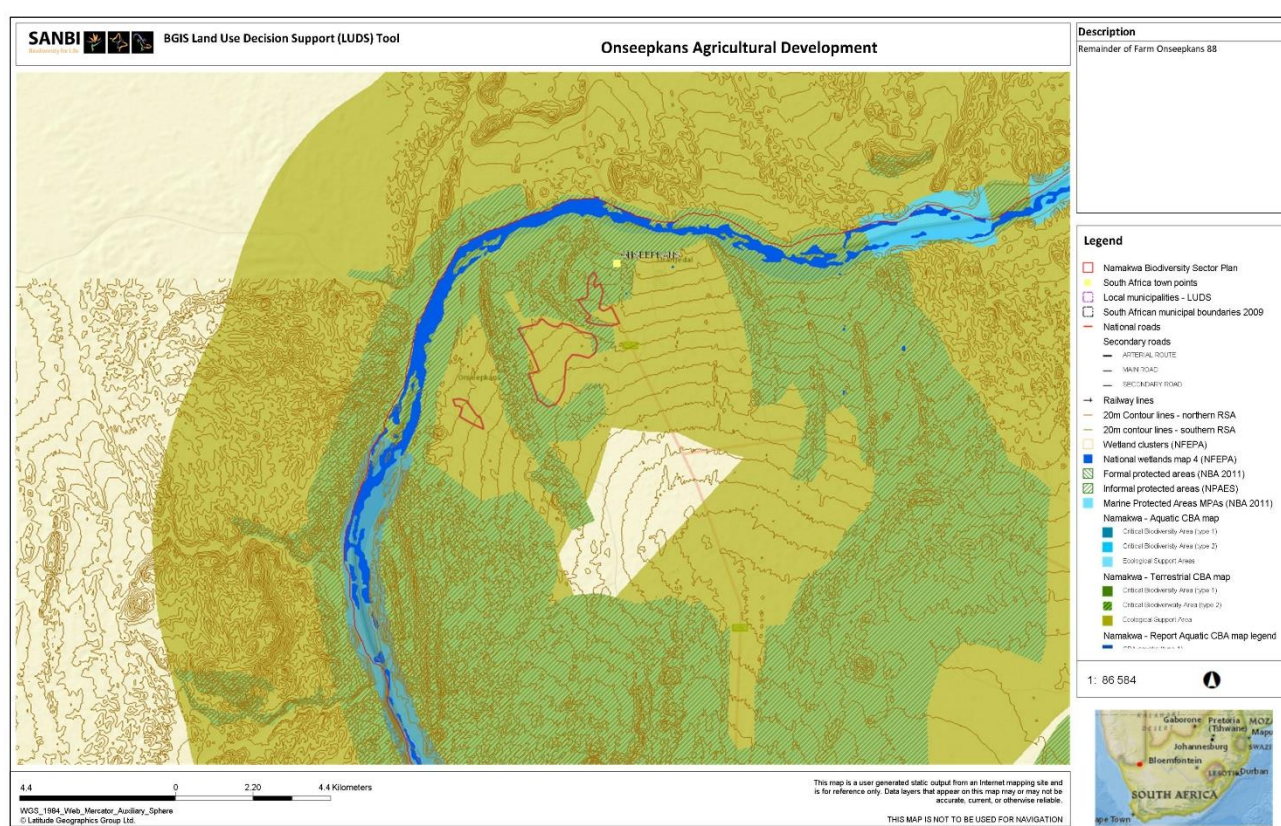 SANBI
Biodiversity for Life
BGIS Land Use Decision Support (LUDS) Tool
Onseepkans Agricultural Development
Description
Remainder of Farm Onseepkans 88
Onseepkans
Legend
Namakwa Biodiversity Sector Plan
South Africa town points
Local municipalities - LUDS
South African municipal boundaries 2009
National roads
Secondary roads
ARTERIAL ROUTE
MAIN ROAD
SECONDARY ROAD
Railway lines
20m Contour lines - northern RSA
20m contour lines - southern RSA
Wetland clusters (NFEPA)
National wetlands map 4 (NFEPA)
Formal protected areas (NBA 2011)
Informal protected areas (NPAES)
Marine Protected Areas MPAs (NBA 2011)
Namakwa - Aquatic CBA map
Critical Biodiversity Area (type 1)
Critical Biodiversity Area (type 2)
Ecological Support Areas
Namakwa - Terrestrial CBA map
Critical Biodiversity Area (type 1)
Critical Biodiversity Area (type 2)
Ecological Support Area
Namakwa - Report Aquatic CBA map legend
1: 86 584
4.4 0 2.20 4.4 Kilometers
WGS_1984_Web_Mercator_Auxiliary_Sphere
© Latitude Geographics Group Ltd.
This map is a user generated static output from an Internet mapping site and
is for reference only. Data layers that appear on this map may or may not be
accurate, current, or otherwise reliable.
THIS MAP IS NOT TO BE USED FOR NAVIGATION
KALAHARI
DESERT
Gaborone
Pretoria
(Tshwane)
MOZ
Mapu
Johannesburg
SWAZI
Bloemfontein
LESOTHO
Durban
SOUTH AFRICA
ape Town